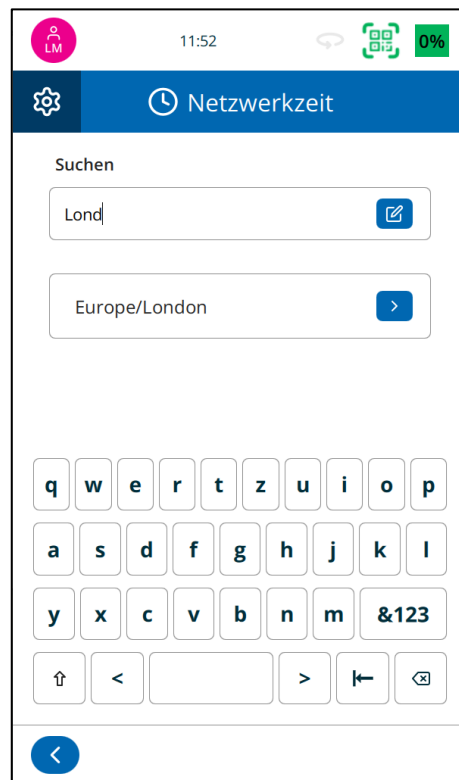 LM 11:52 0%
Netzwerkzeit
Suchen
Lond
Europe/London
q w e r t z u i o p
a s d f g h j k l
y x c v b n m &123
< >